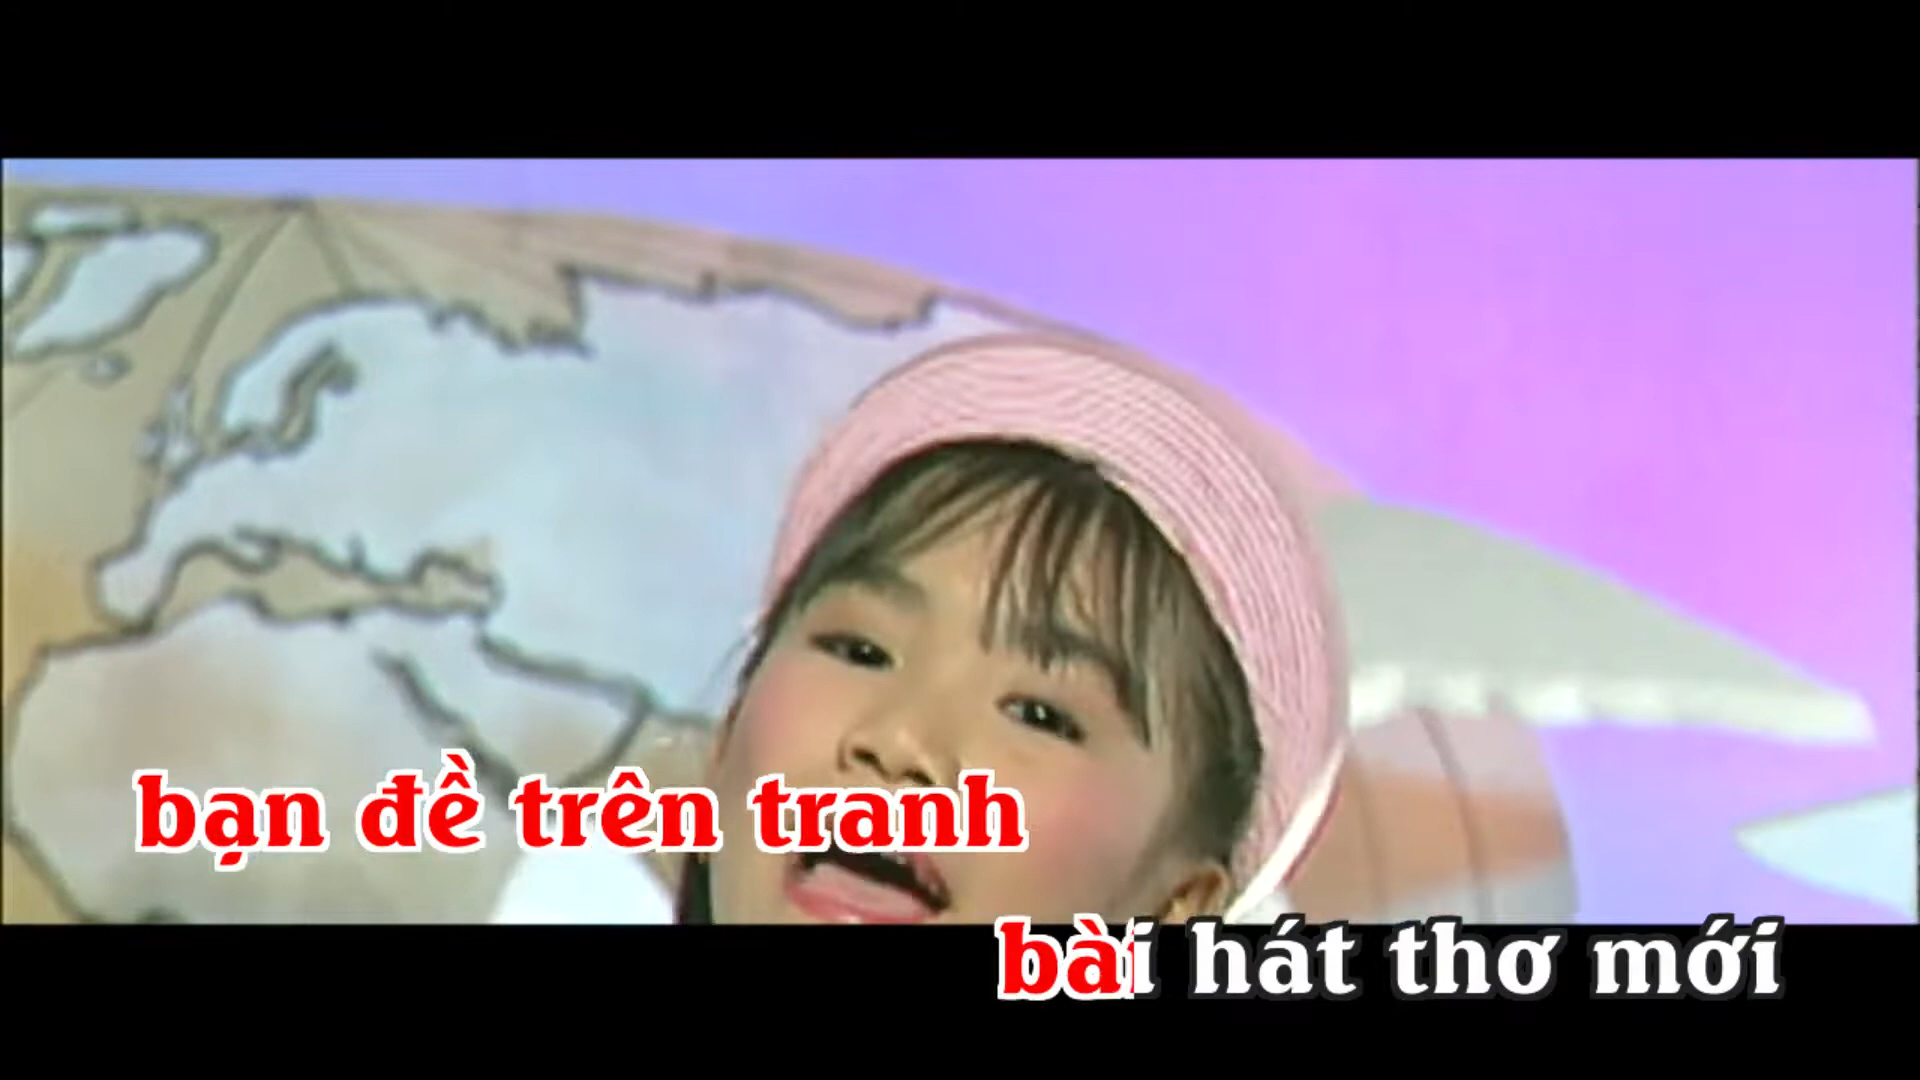 bạn đề trên tranh
bài hát thơ mới